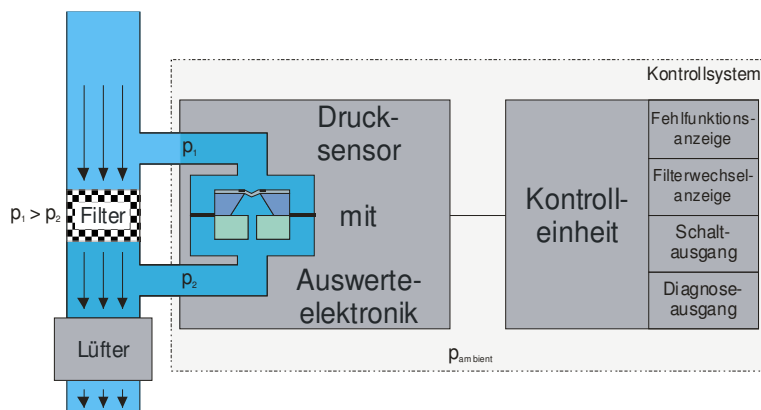 Kontrollsystem
Druck-
sensor
mit
Auswerte-
elektronik
p₁
p₂
p₁ > p₂
Filter
Lüfter
Kontroll-
einheit
Fehlfunktions-
anzeige
Filterwechsel-
anzeige
Schalt-
ausgang
Diagnose-
ausgang
pambient